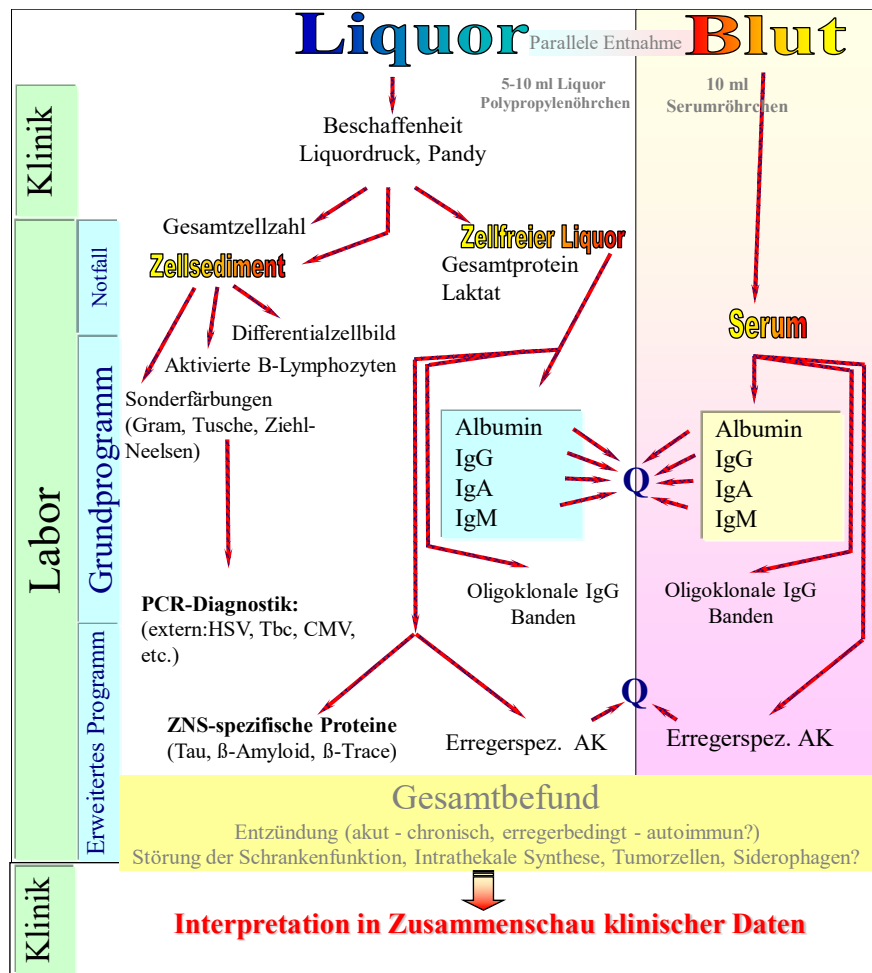 Liquor
Parallele Entnahme
Blut
5-10 ml Liquor
Polypropylenöhrchen
10 ml
Serumröhrchen
Klinik
Beschaffenheit
Liquordruck, Pandy
Labor
Notfall
Gesamtzellzahl
Zellsediment
Zellfreier Liquor
Gesamtprotein
Laktat
Differentialzellbild
Serum
Grundprogramm
Aktivierte B-Lymphozyten
Sonderfärbungen
(Gram, Tusche, Ziehl-
Neelsen)
Albumin
IgG
IgA
IgM
Q
Albumin
IgG
IgA
IgM
Oligoklonale IgG
Banden
Oligoklonale IgG
Banden
PCR-Diagnostik:
(extern:HSV, Tbc, CMV,
etc.)
Erweitertes Programm
ZNS-spezifische Proteine
(Tau, ß-Amyloid, ß-Trace)
Erregerspez. AK
Q
Erregerspez. AK
Gesamtbefund
Entzündung (akut - chronisch, erregerbedingt - autoimmun?)
Störung der Schrankenfunktion, Intrathekale Synthese, Tumorzellen, Siderophagen?
Klinik
Interpretation in Zusammenschau klinischer Daten